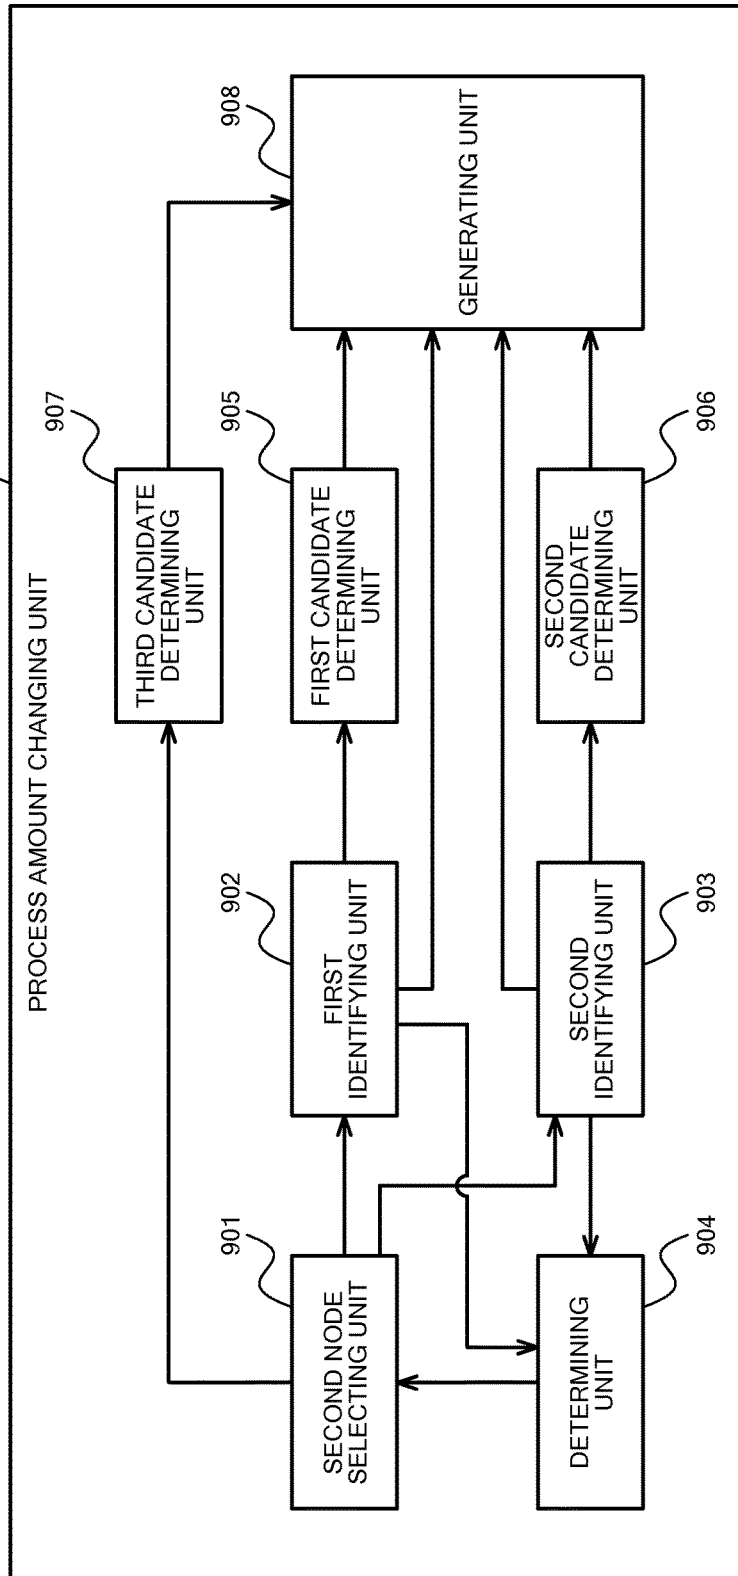 PROCESS AMOUNT CHANGING UNIT
907
THIRD CANDIDATE
DETERMINING
UNIT
901
SECOND NODE
SELECTING UNIT
902
FIRST
IDENTIFYING UNIT
905
FIRST CANDIDATE
DETERMINING
UNIT
908
GENERATING UNIT
904
DETERMINING
UNIT
903
SECOND
IDENTIFYING UNIT
906
SECOND
CANDIDATE
DETERMINING
UNIT